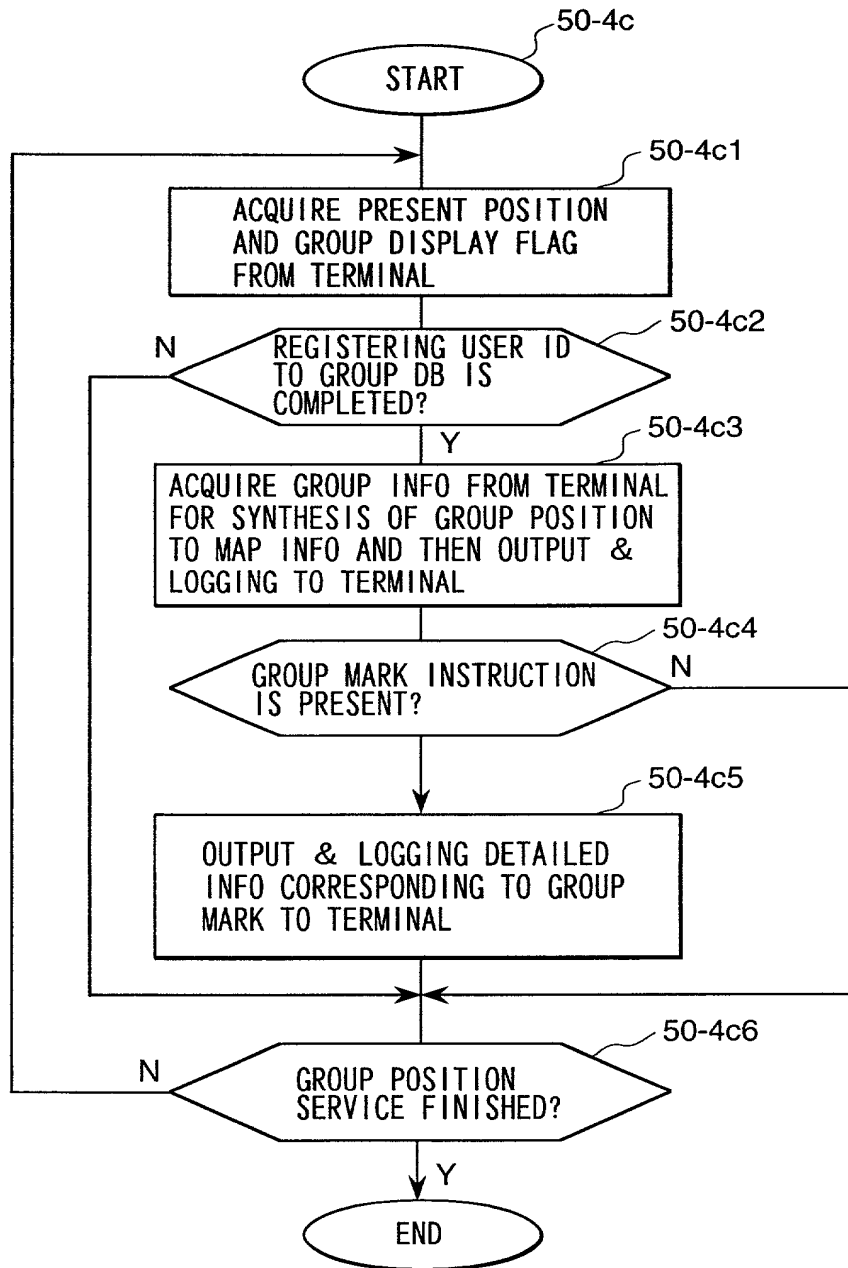 50-4c
START
50-4c1
ACQUIRE PRESENT POSITION
AND GROUP DISPLAY FLAG
FROM TERMINAL
50-4c2
N
REGISTERING USER ID
TO GROUP DB IS
COMPLETED?
Y
50-4c3
ACQUIRE GROUP INFO FROM TERMINAL
FOR SYNTHESIS OF GROUP POSITION
TO MAP INFO AND THEN OUTPUT &
LOGGING TO TERMINAL
50-4c4
N
GROUP MARK INSTRUCTION
IS PRESENT?
50-4c5
OUTPUT & LOGGING DETAILED
INFO CORRESPONDING TO GROUP
MARK TO TERMINAL
50-4c6
N
GROUP POSITION
SERVICE FINISHED?
Y
END